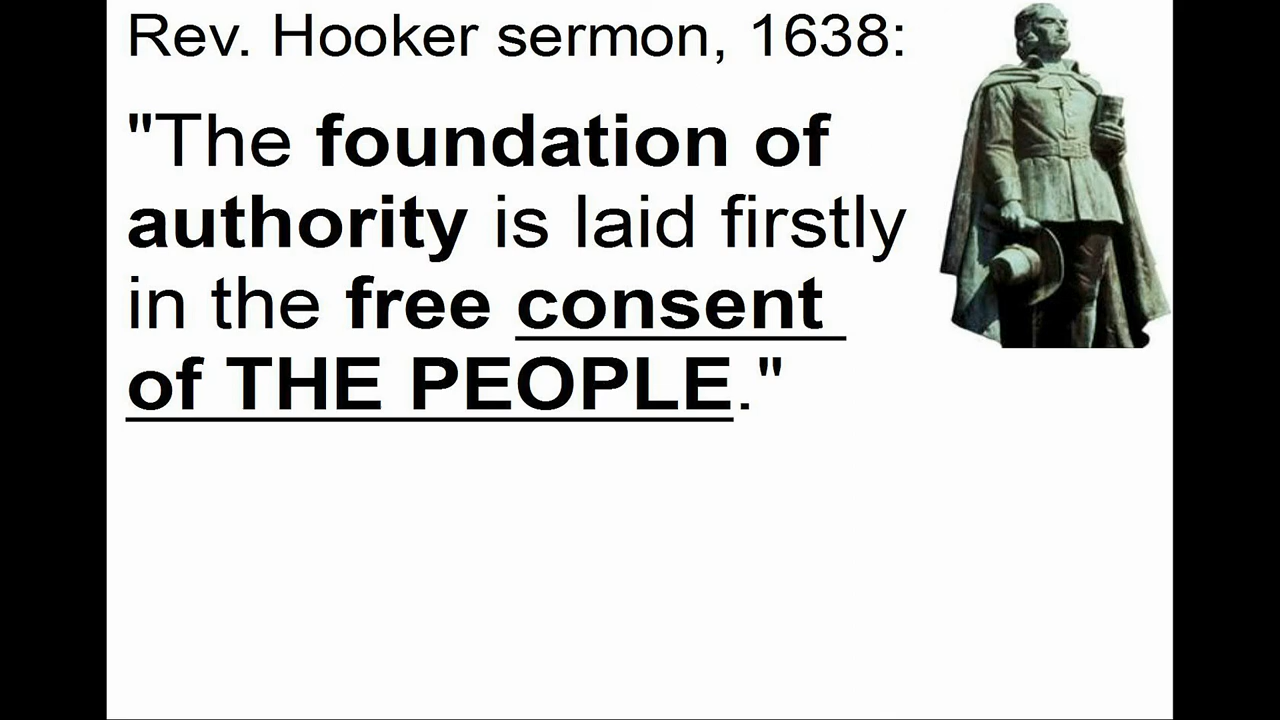 Rev. Hooker sermon, 1638:
"The foundation of
authority is laid firstly
in the free consent
of THE PEOPLE."